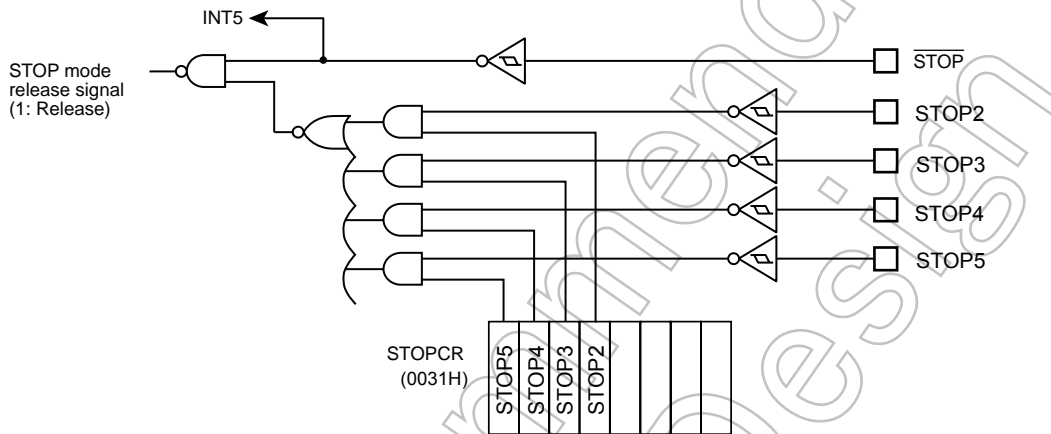 INT5
STOP
STOP mode
release signal
(1: Release)
STOP2
STOP3
STOP4
STOP5
STOPCR
(0031H)
STOP5
STOP4
STOP3
STOP2